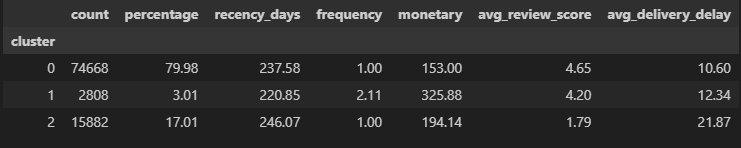 count percentage recency_days frequency monetary avg_review_score avg_delivery_delay
cluster
0 74668 79.98 237.58 1.00 153.00 4.65 10.60
1 2808 3.01 220.85 2.11 325.88 4.20 12.34
2 15882 17.01 246.07 1.00 194.14 1.79 21.87